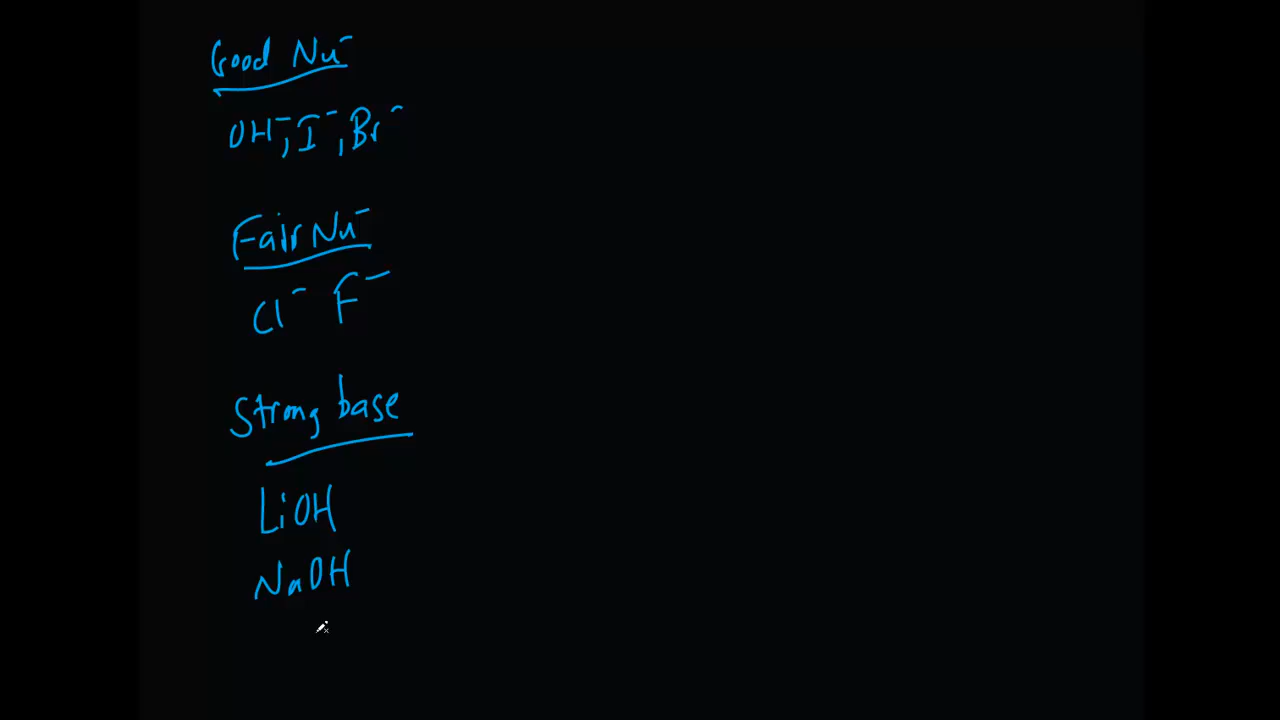 Good Nu⁻
OH⁻, I⁻, Br⁻
Fair Nu⁻
Cl⁻ F⁻
Strong base
LiOH
NaOH